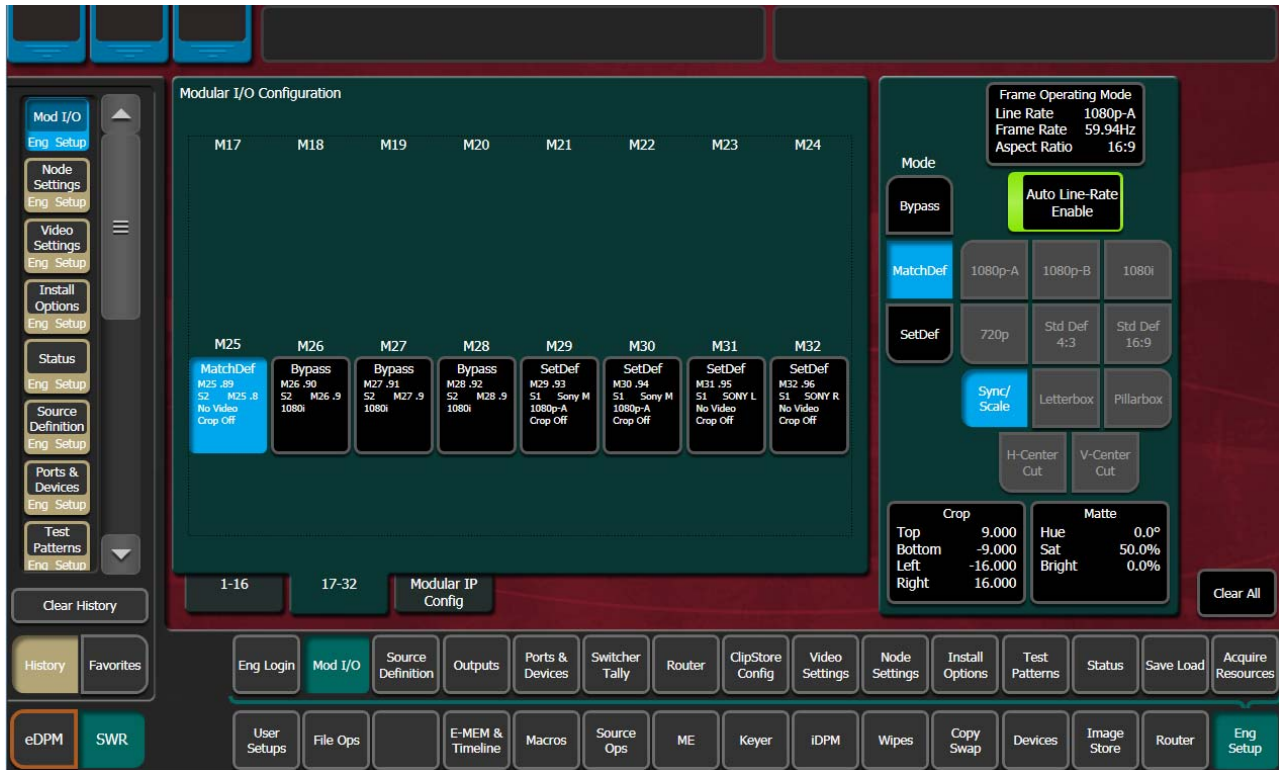 Mod I/O
Eng Setup
Node
Settings
Eng Setup
Video
Settings
Eng Setup
Install
Options
Eng Setup
Status
Eng Setup
Source
Definition
Eng Setup
Ports &
Devices
Eng Setup
Test
Patterns
Eng Setup
Clear History
History Favorites
eDPM SWR
Modular I/O Configuration
M17 M18 M19 M20 M21 M22 M23 M24
M25 M26 M27 M28 M29 M30 M31 M32
MatchDef
M25 .89
S2 M25 .8
No Video
Crop Off
Bypass
M26 .90
S2 M26 .9
1080i
Bypass
M27 .91
S2 M27 .9
1080i
Bypass
M28 .92
S2 M28 .9
1080i
SetDef
M29 .93
S1 Sony M
1080p-A
Crop Off
SetDef
M30 .94
S1 Sony M
1080p-A
Crop Off
SetDef
M31 .95
S1 SONY L
No Video
Crop Off
SetDef
M32 .96
S1 SONY R
No Video
Crop Off
1-16
17-32
Modular IP
Config
Frame Operating Mode
Line Rate 1080p-A
Frame Rate 59.94Hz
Aspect Ratio 16:9
Mode
Bypass
Auto Line-Rate
Enable
MatchDef
1080p-A 1080p-B 1080i
SetDef
720p
Std Def
4:3
Std Def
16:9
Sync/
Scale
Letterbox
Pillarbox
H-Center
Cut
V-Center
Cut
Crop
Top 9.000
Bottom -9.000
Left -16.000
Right 16.000
Matte
Hue 0.0°
Sat 50.0%
Bright 0.0%
Clear All
Eng Login
Mod I/O
Source
Definition
Outputs
Ports &
Devices
Switcher
Tally
Router
ClipStore
Config
Video
Settings
Node
Settings
Install
Options
Test
Patterns
Status
Save Load
Acquire
Resources
User
Setups
File Ops
E-MEM &
Timeline
Macros
Source
Ops
ME
Keyer
iDPM
Wipes
Copy
Swap
Devices
Image
Store
Router
Eng
Setup